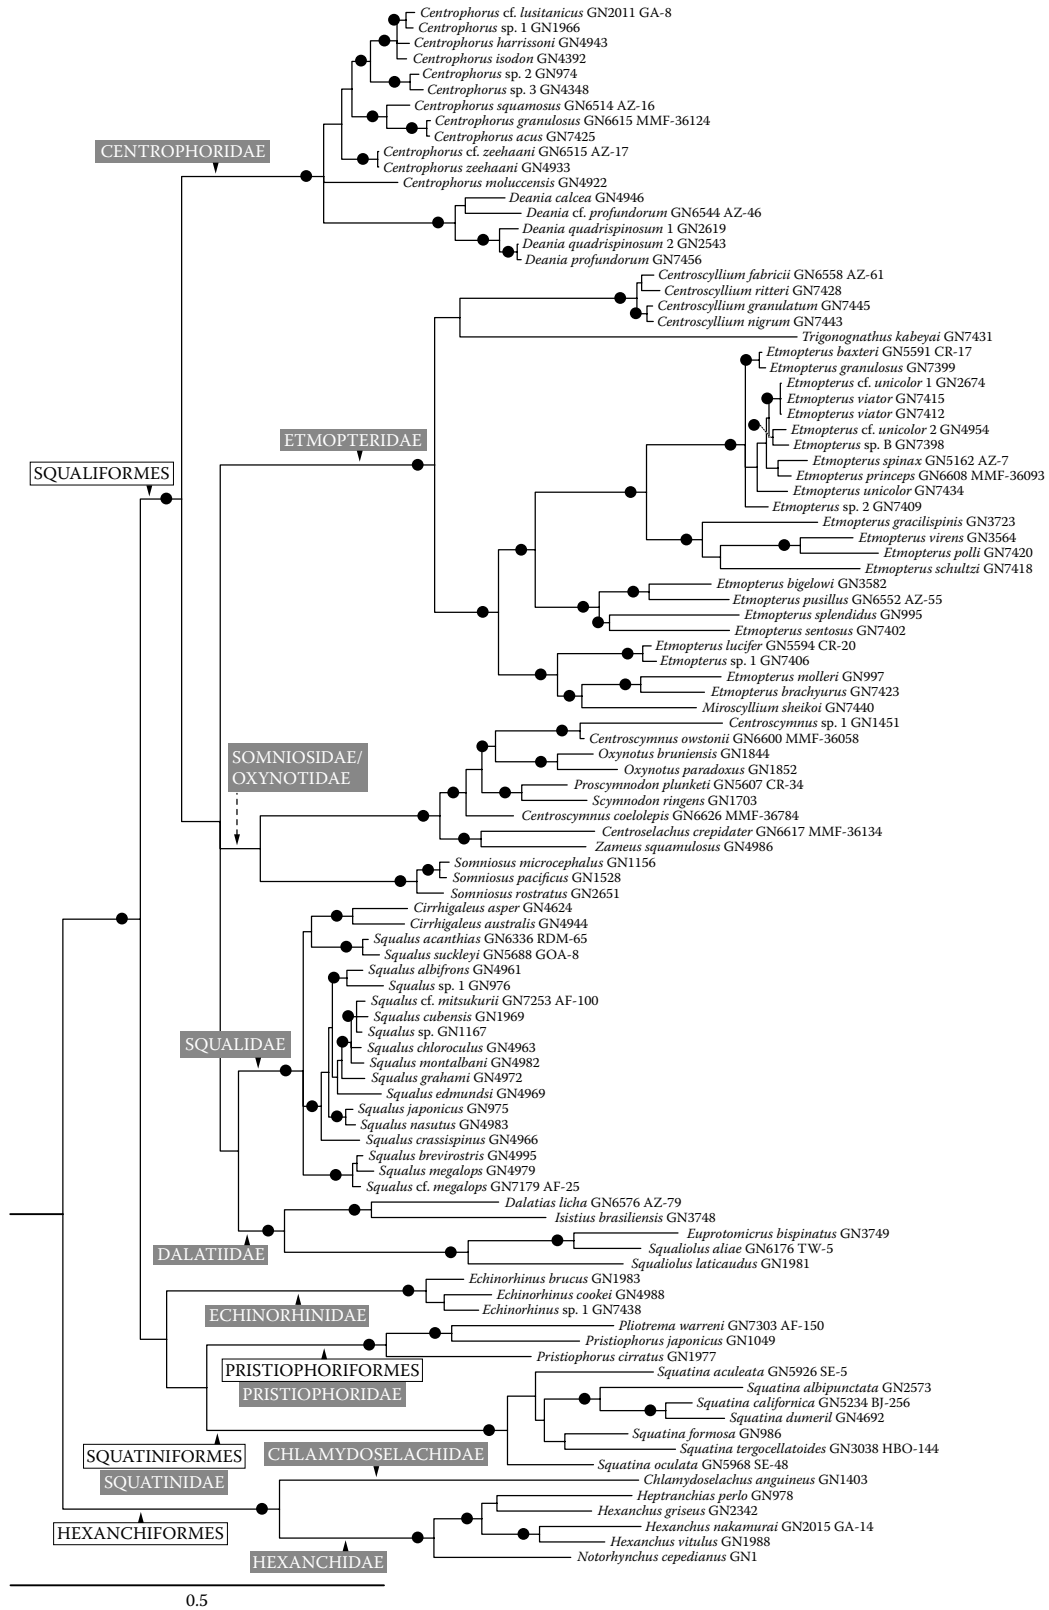 Centrophorus cf. lusitanicus GN2011 GA-8
Centrophorus sp. 1 GN1966
Centrophorus harrissoni GN4943
Centrophorus isodon GN4392
Centrophorus sp. 2 GN974
Centrophorus sp. 3 GN4348
Centrophorus squamosus GN6514 AZ-16
Centrophorus granulosus GN6615 MMF-36124
Centrophorus acus GN7425
CENTROPHORIDAE
Centrophorus cf. zeehaani GN6515 AZ-17
Centrophorus zeehaani GN4933
Centrophorus moluccensis GN4922
Deania calcea GN4946
Deania cf. profundorum GN6544 AZ-46
Deania quadrispinosum 1 GN2619
Deania quadrispinosum 2 GN2543
Deania profundorum GN7456
Centroscyllium fabricii GN6558 AZ-61
Centroscyllium ritteri GN7428
Centroscyllium granulatum GN7445
Centroscyllium nigrum GN7443
Trigonognathus kabeyai GN7431
Etmopterus baxteri GN5591 CR-17
Etmopterus granulosus GN7399
Etmopterus cf. unicolor 1 GN2674
Etmopterus viator GN7415
Etmopterus viator GN7412
Etmopterus cf. unicolor 2 GN4954
ETMOPTERIDAE
Etmopterus sp. B GN7398
Etmopterus spinax GN5162 AZ-7
SQUALIFORMES
Etmopterus princeps GN6608 MMF-36093
Etmopterus unicolor GN7434
Etmopterus sp. 2 GN7409
Etmopterus gracilispinis GN3723
Etmopterus virens GN3564
Etmopterus polli GN7420
Etmopterus schultzi GN7418
Etmopterus bigelowi GN3582
Etmopterus pusillus GN6552 AZ-55
Etmopterus splendidus GN995
Etmopterus sentosus GN7402
Etmopterus lucifer GN5594 CR-20
Etmopterus sp. 1 GN7406
Etmopterus molleri GN997
Etmopterus brachyurus GN7423
Miroscyllium sheikoi GN7440
Centroscymnus sp. 1 GN1451
Centroscymnus owstonii GN6600 MMF-36058
SOMNIOSIDAE/
OXYNOTIDAE
Oxynotus bruniensis GN1844
Oxynotus paradoxus GN1852
Proscymnodon plunketi GN5607 CR-34
Scymnodon ringens GN1703
Centroscymnus coelolepis GN6626 MMF-36784
Centroselachus crepidater GN6617 MMF-36134
Zameus squamulosus GN4986
Somniosus microcephalus GN1156
Somniosus pacificus GN1528
Somniosus rostratus GN2651
Cirrhigaleus asper GN4624
Cirrhigaleus australis GN4944
Squalus acanthias GN6336 RDM-65
Squalus suckleyi GN5688 GOA-8
Squalus albifrons GN4961
Squalus sp. 1 GN976
Squalus cf. mitsukurii GN7253 AF-100
Squalus cubensis GN1969
Squalus sp. GN1167
SQUALIDAE
Squalus chloroculus GN4963
Squalus montalbani GN4982
Squalus grahami GN4972
Squalus edmundsi GN4969
Squalus japonicus GN975
Squalus nasutus GN4983
Squalus crassispinus GN4966
Squalus brevirostris GN4995
Squalus megalops GN4979
Squalus cf. megalops GN7179 AF-25
Dalatias licha GN6576 AZ-79
Isistius brasiliensis GN3748
Euprotomicrus bispinatus GN3749
DALATIIDAE
Squaliolus aliae GN6176 TW-5
Squaliolus laticaudus GN1981
Echinorhinus brucus GN1983
Echinorhinus cookei GN4988
Echinorhinus sp. 1 GN7438
ECHINORHINIDAE
Pliotrema warreni GN7303 AF-150
Pristiophorus japonicus GN1049
Pristiophorus cirratus GN1977
PRISTIOPHORIFORMES
PRISTIOPHORIDAE
Squatina aculeata GN5926 SE-5
Squatina albipunctata GN2573
Squatina californica GN5234 BJ-256
Squatina dumeril GN4692
Squatina formosa GN986
Squatina tergocellatoides GN3038 HBO-144
Squatina oculata GN5968 SE-48
SQUATINIFORMES
SQUATINIDAE
CHLAMYDOSELACHIDAE
Chlamydoselachus anguineus GN1403
Heptranchias perlo GN978
Hexanchus griseus GN2342
Hexanchus nakamurai GN2015 GA-14
HEXANCHIFORMES
Hexanchus vitulus GN1988
Notorhynchus cepedianus GN1
HEXANCHIDAE
0.5